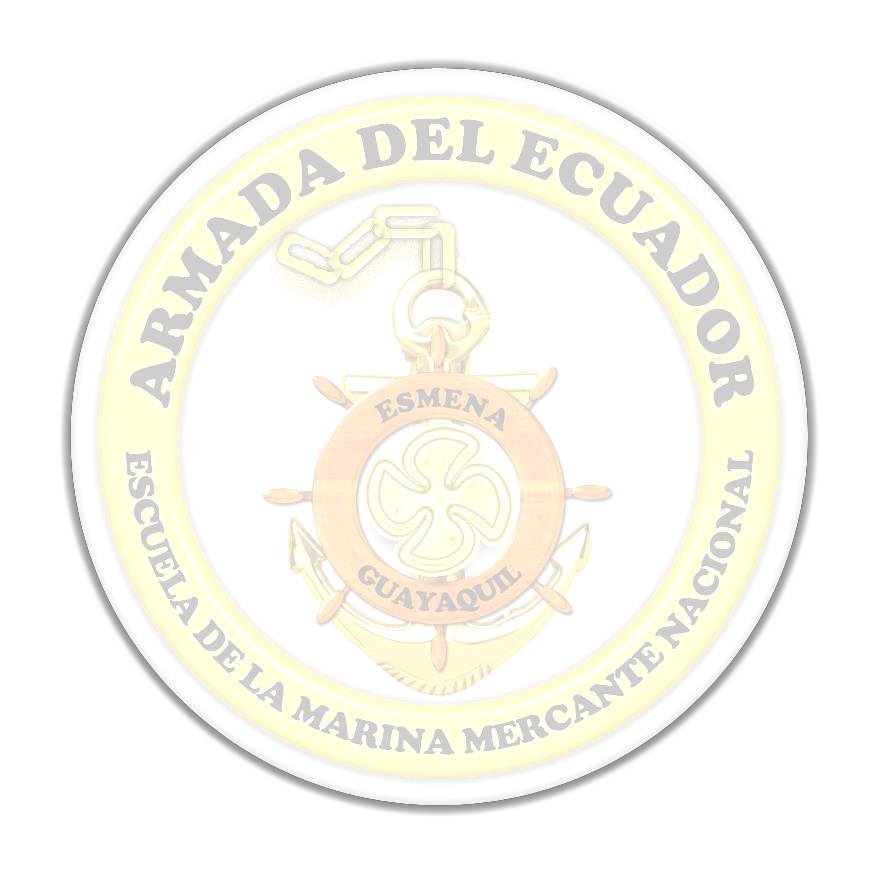 ARMADA DEL ECUADOR
ESMENA
GUAYAQUIL
ESCUELA DE LA MARINA MERCANTE NACIONAL